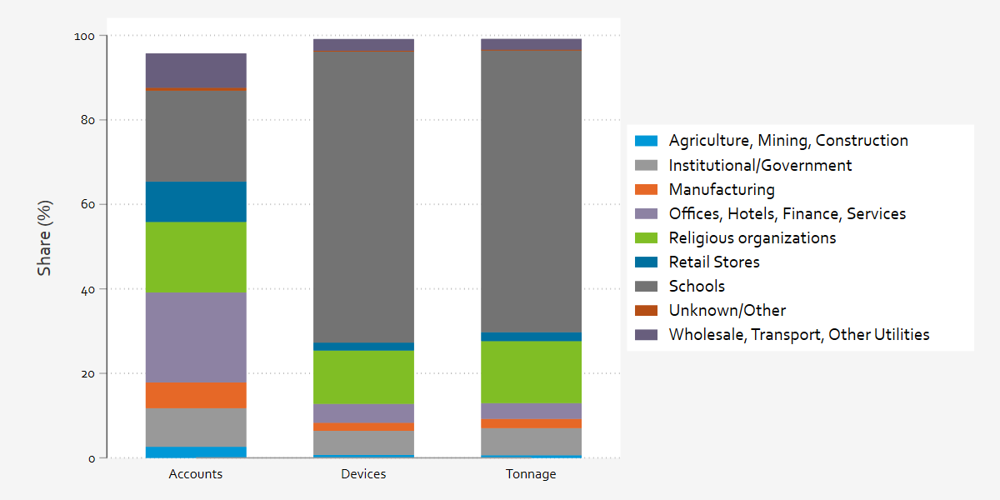 100
80
60
40
20
0
Share (%)
Accounts
Devices
Tonnage
Agriculture, Mining, Construction
Institutional/Government
Manufacturing
Offices, Hotels, Finance, Services
Religious organizations
Retail Stores
Schools
Unknown/Other
Wholesale, Transport, Other Utilities